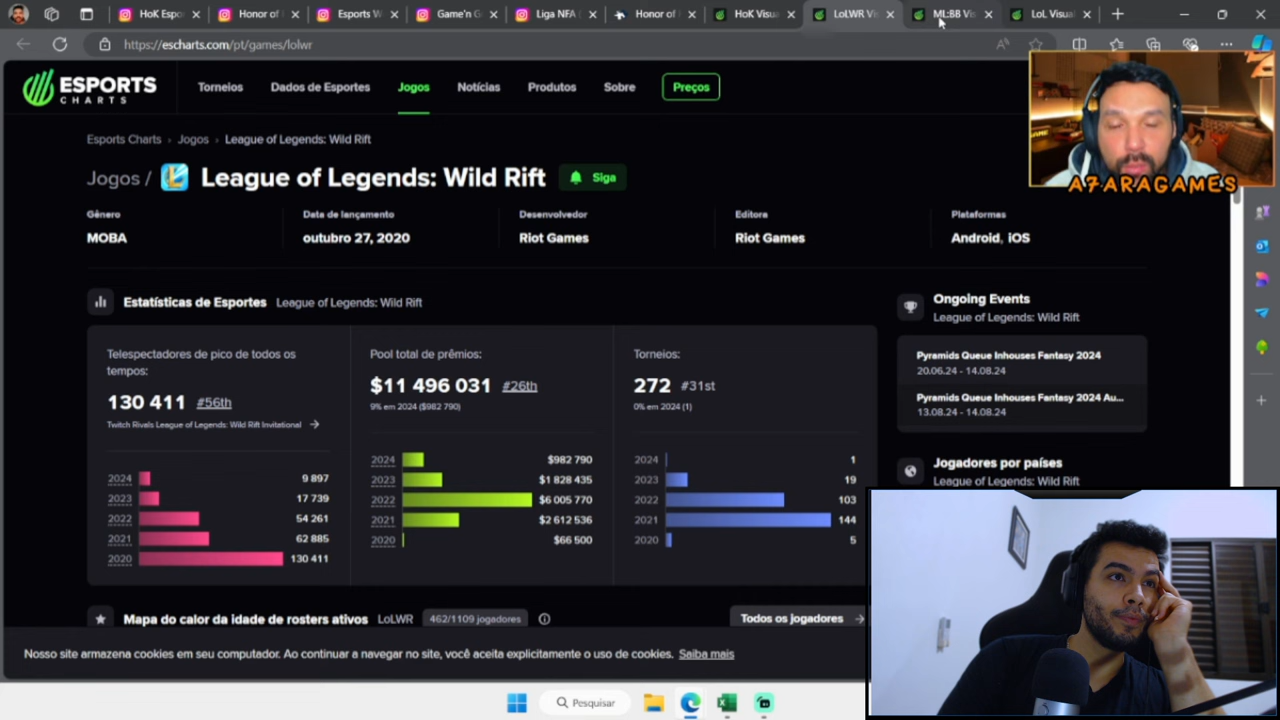 HoK Espo
Honor of
Esports W
Game'n G
Liga NFA (
Honor of M
HoK Visua
LoLWR Vis
ML:BB Vis
LoL Visual
https://escharts.com/pt/games/lolwr
ESPORTS CHARTS
Torneios
Dados de Esportes
Jogos
Notícias
Produtos
Sobre
Preços
Esports Charts › Jogos › League of Legends: Wild Rift
Jogos / League of Legends: Wild Rift
Siga
A7ARAGAMES
Gênero
Data de lançamento
Desenvolvedor
Editora
Plataformas
MOBA
outubro 27, 2020
Riot Games
Riot Games
Android, iOS
Estatísticas de Esportes League of Legends: Wild Rift
Telespectadores de pico de todos os
tempos:
130 411 #56th
Twitch Rivals League of Legends: Wild Rift Invitational →
2024 9 897
2023 17 739
2022 54 261
2021 62 885
2020 130 411
Pool total de prêmios:
$11 496 031 #26th
9% em 2024 ($982 790)
2024 $982 790
2023 $1 828 435
2022 $6 005 770
2021 $2 612 536
2020 $66 500
Torneios:
272 #31st
0% em 2024 (1)
2024 1
2023 19
2022 103
2021 144
2020 5
Ongoing Events
League of Legends: Wild Rift
Pyramids Queue Inhouses Fantasy 2024
20.06.24 - 14.08.24
Pyramids Queue Inhouses Fantasy 2024 Au...
13.08.24 - 14.08.24
Jogadores por países
League of Legends: Wild Rift
Mapa do calor da idade de rosters ativos LoLWR 462/1109 jogadores
Todos os jogadores →
Nosso site armazena cookies em seu computador. Ao continuar a navegar no site, você aceita explicitamente o uso de cookies. Saiba mais
Pesquisar